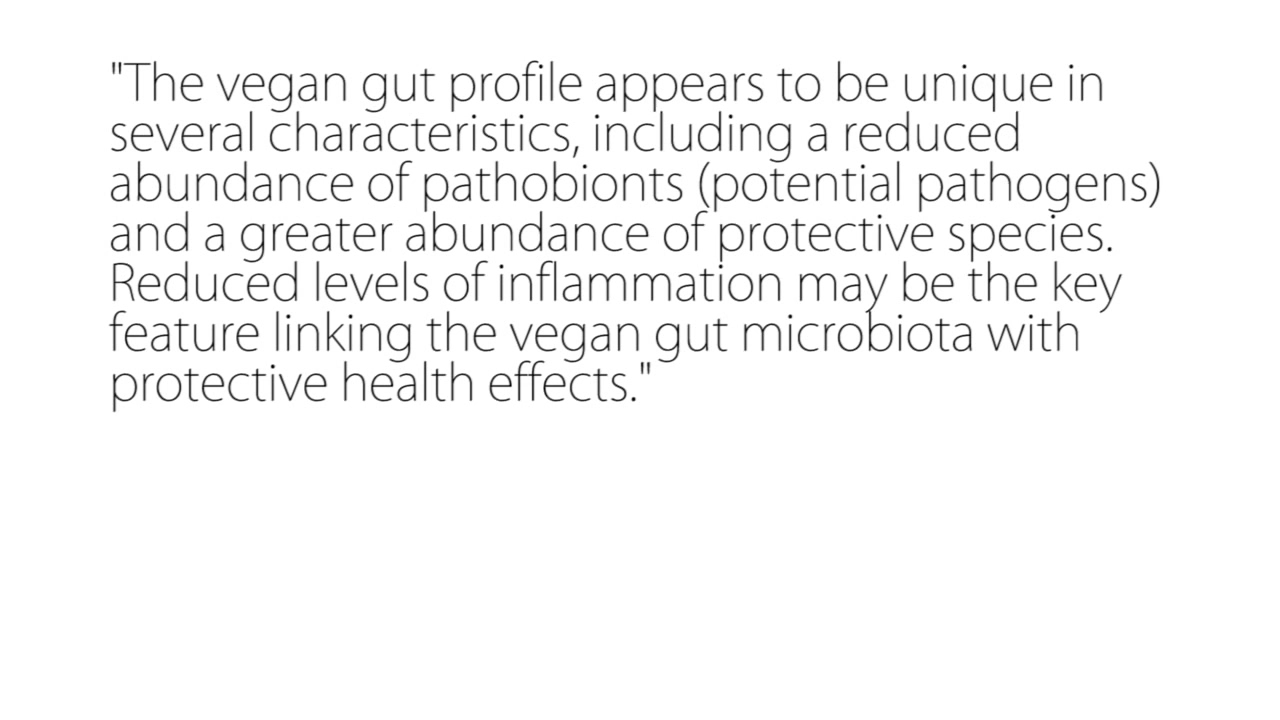 "The vegan gut profile appears to be unique in
several characteristics, including a reduced
abundance of pathobionts (potential pathogens)
and a greater abundance of protective species.
Reduced levels of inflammation may be the key
feature linking the vegan gut microbiota with
protective health effects."